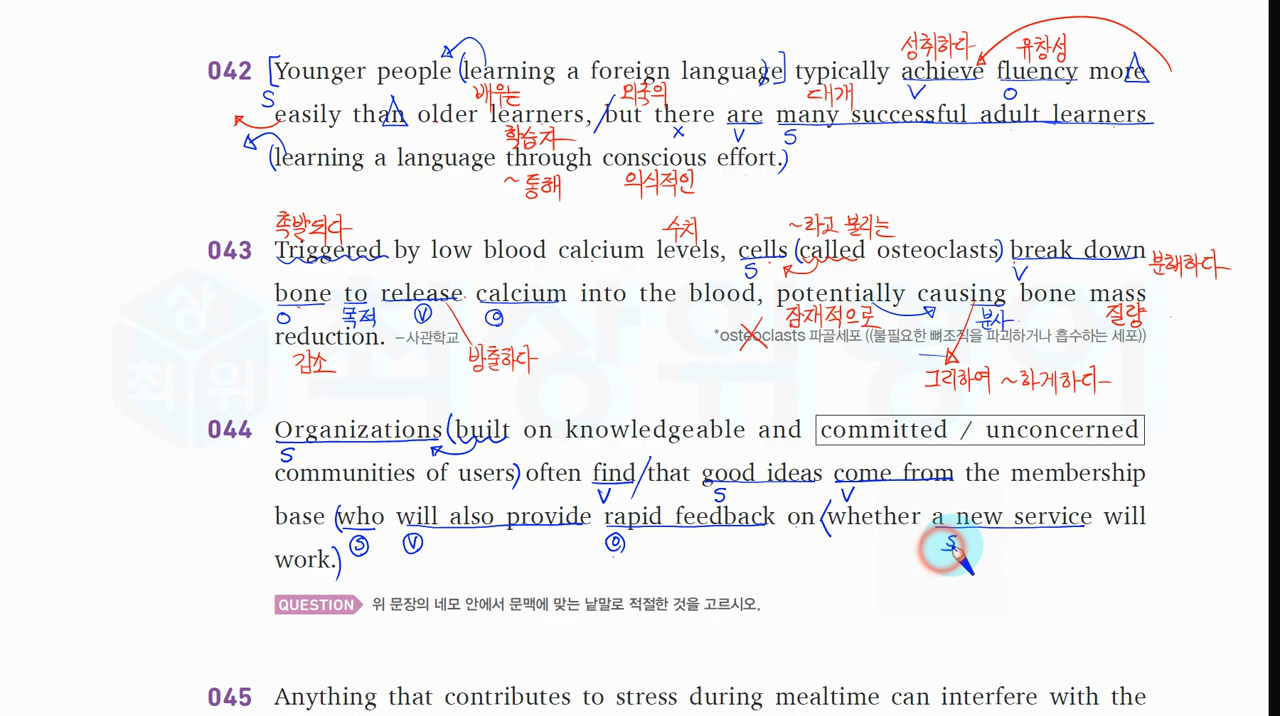 성취하다 유창성
042 [Younger people (learning a foreign language)] typically achieve fluency more
S 배우는 외국의 대개 V O
easily than older learners, / but there are many successful adult learners
학습자 x V S
(learning a language through conscious effort.)
~통해 의식적인
촉발되다 수치 ~라고 불리는
043 Triggered by low blood calcium levels, cells (called osteoclasts) break down
S V 분해하다
bone to release calcium into the blood, potentially causing bone mass
O 목적 V O 잠재적으로 분사 질량
reduction. – 사관학교 *osteoclasts 파골세포 ((불필요한 뼈조직을 파괴하거나 흡수하는 세포))
감소 방출하다 그리하여 ~하게하다
044 Organizations (built on knowledgeable and committed / unconcerned
S
communities of users) often find / that good ideas come from the membership
V S V
base (who will also provide rapid feedback on (whether a new service will
S V O S
work.)
QUESTION 위 문장의 네모 안에서 문맥에 맞는 낱말로 적절한 것을 고르시오.
045 Anything that contributes to stress during mealtime can interfere with the
상
최 위
최상위영어